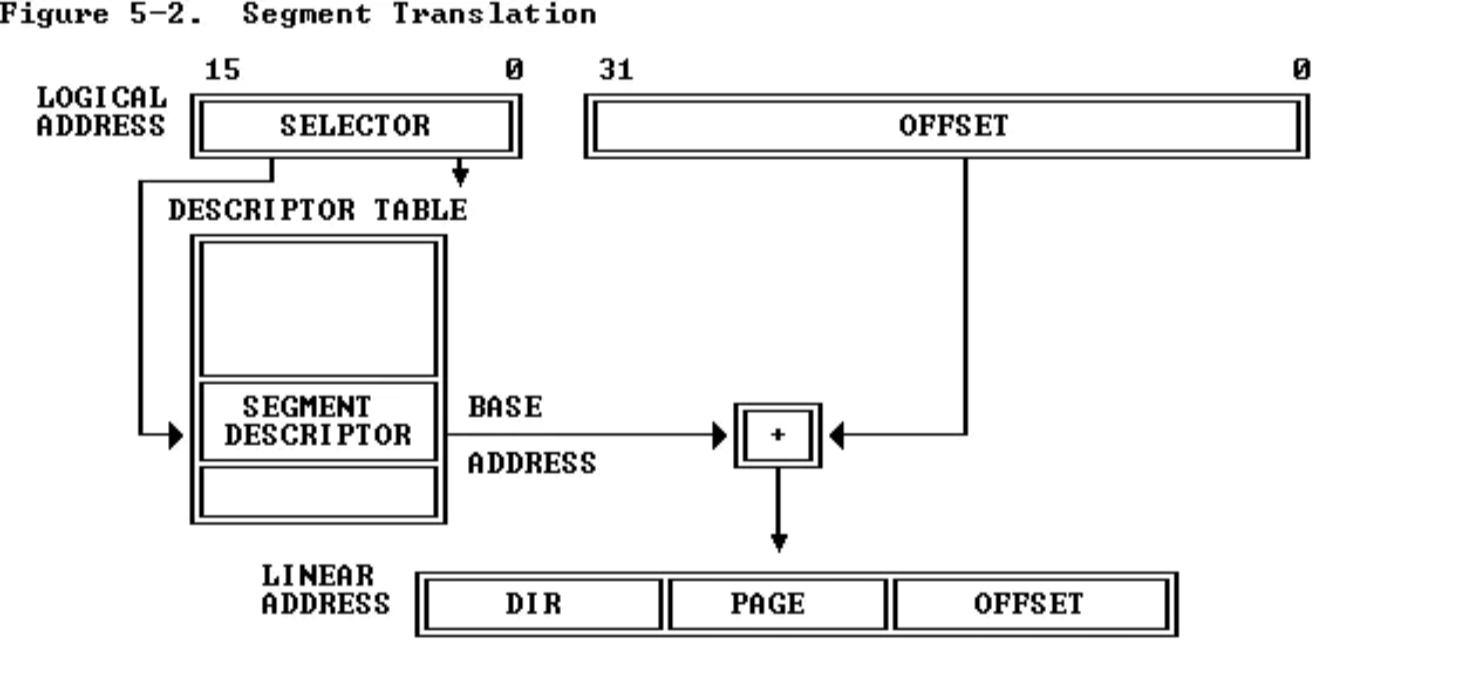 Figure 5-2. Segment Translation
15 0 31 0
LOGICAL
ADDRESS
SELECTOR
OFFSET
DESCRIPTOR TABLE
SEGMENT
DESCRIPTOR
BASE
ADDRESS
+
LINEAR
ADDRESS
DIR
PAGE
OFFSET